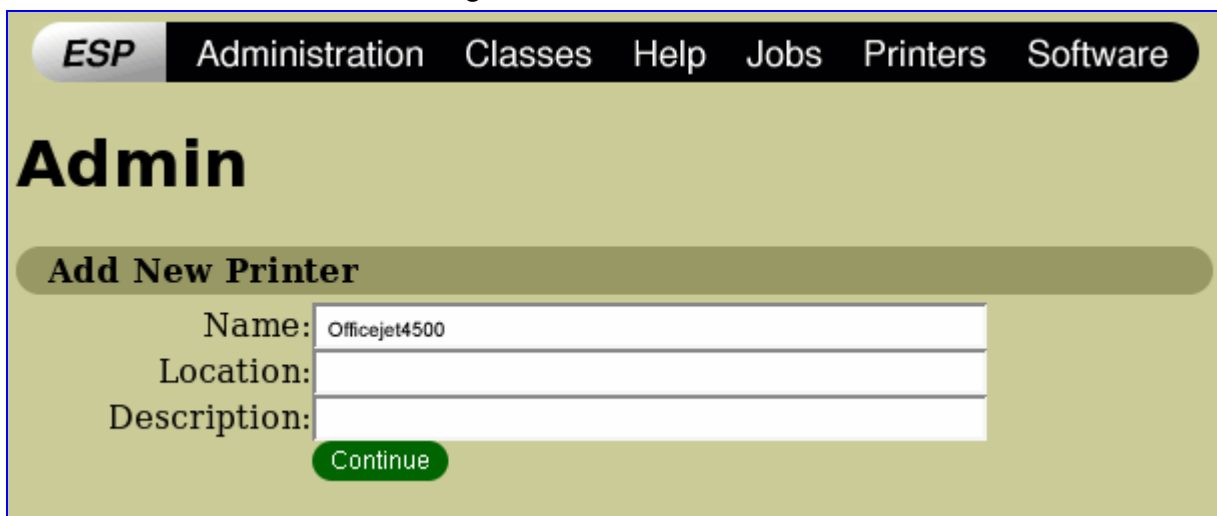 ESP Administration Classes Help Jobs Printers Software
Admin
Add New Printer
Name: Officejet4500
Location:
Description:
Continue